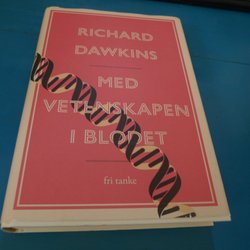 RICHARD
DAWKINS
MED
VETENSKAPEN
I BLODET
fri tanke